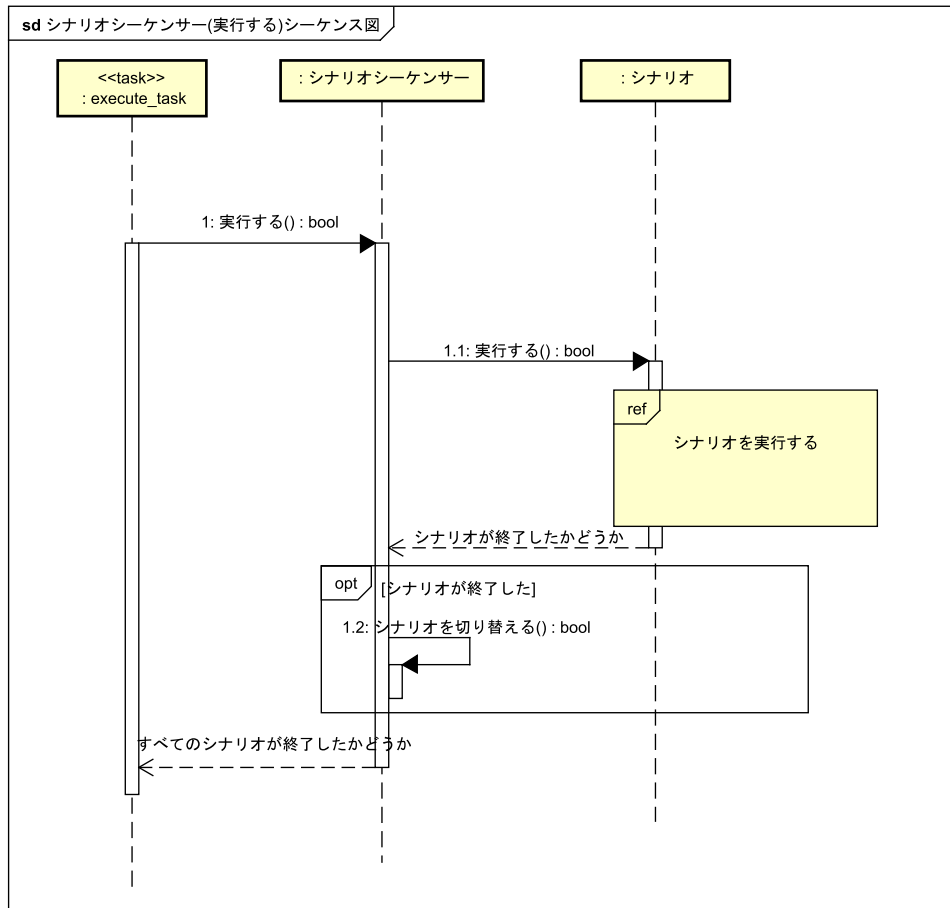 sd シナリオシーケンサー(実行する)シーケンス図
<<task>>
: execute_task
: シナリオシーケンサー
: シナリオ
1: 実行する() : bool
1.1: 実行する() : bool
ref
シナリオを実行する
シナリオが終了したかどうか
opt
[シナリオが終了した]
1.2: シナリオを切り替える() : bool
すべてのシナリオが終了したかどうか